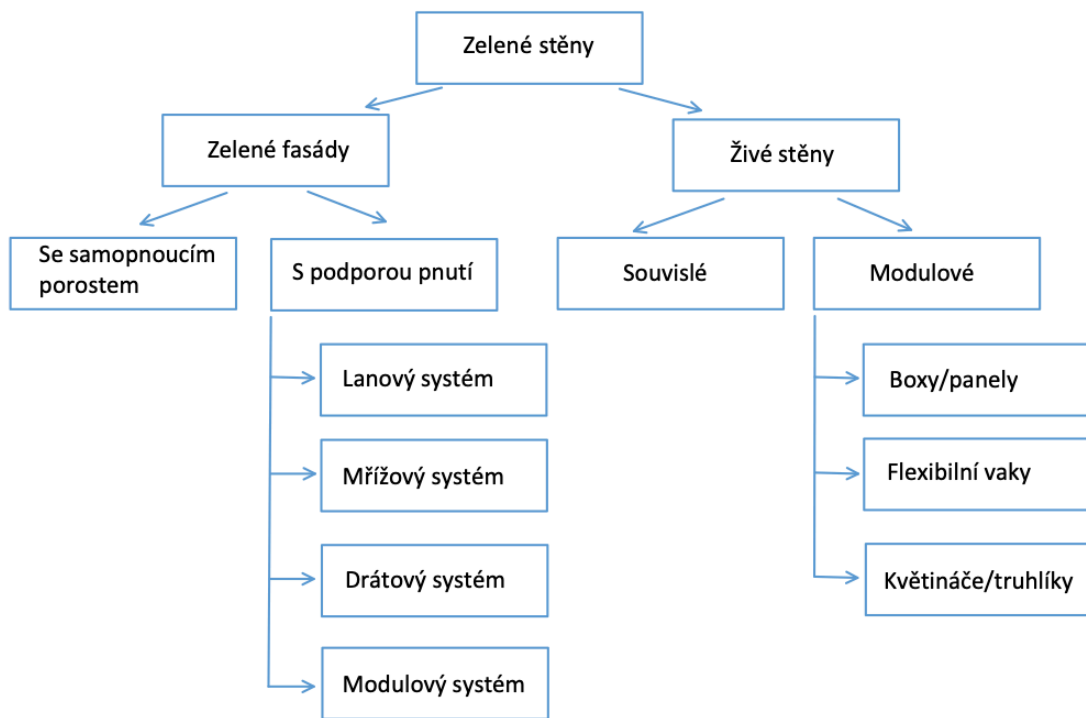 Zelené stěny
Zelené fasády
Živé stěny
Se samopnoucím
porostem
S podporou pnutí
Souvislé
Modulové
Lanový systém
Boxy/panely
Mřížový systém
Flexibilní vaky
Drátový systém
Květináče/truhlíky
Modulový systém